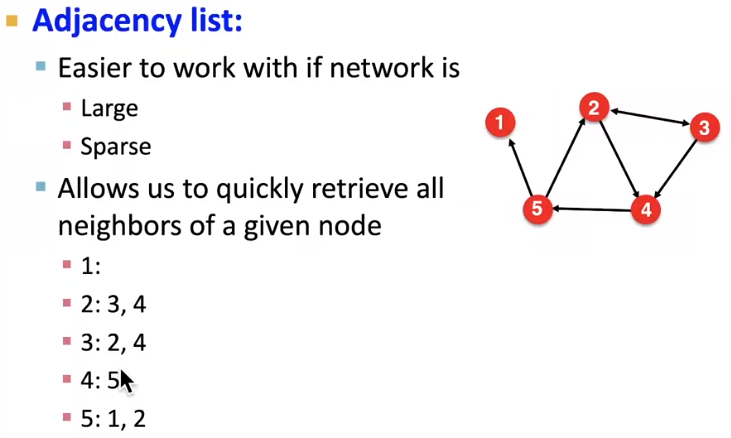 Adjacency list:
Easier to work with if network is
Large
Sparse
Allows us to quickly retrieve all
neighbors of a given node
1:
2: 3, 4
3: 2, 4
4: 5
5: 1, 2
1
2
3
5
4